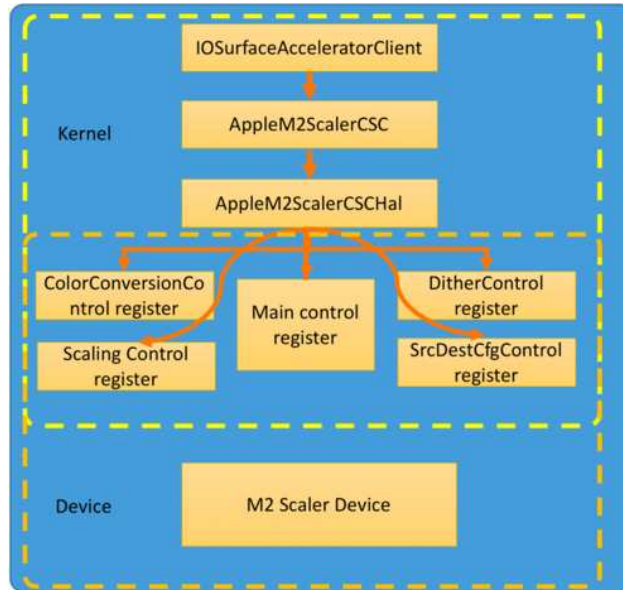 IOSurfaceAcceleratorClient
Kernel
AppleM2ScalerCSC
AppleM2ScalerCSCHal
ColorConversionCo
ntrol register
Main control
register
DitherControl
register
Scaling Control
register
SrcDestCfgControl
register
Device
M2 Scaler Device